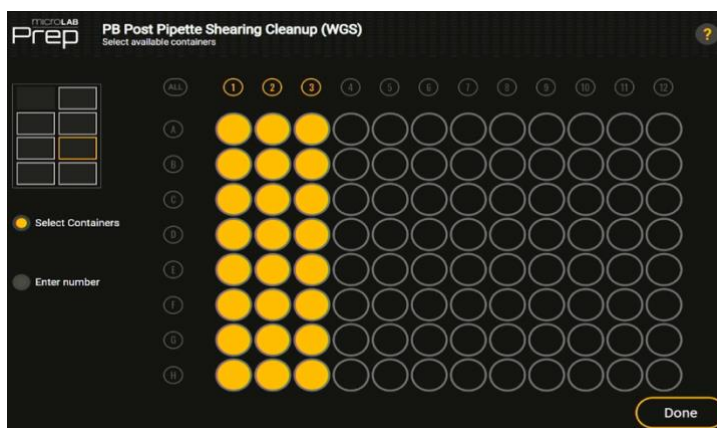 microLAB
Prep
PB Post Pipette Shearing Cleanup (WGS)
Select available containers
?
ALL 1 2 3 4 5 6 7 8 9 10 11 12
A
B
C
D
Select Containers
E
Enter number
F
G
H
Done